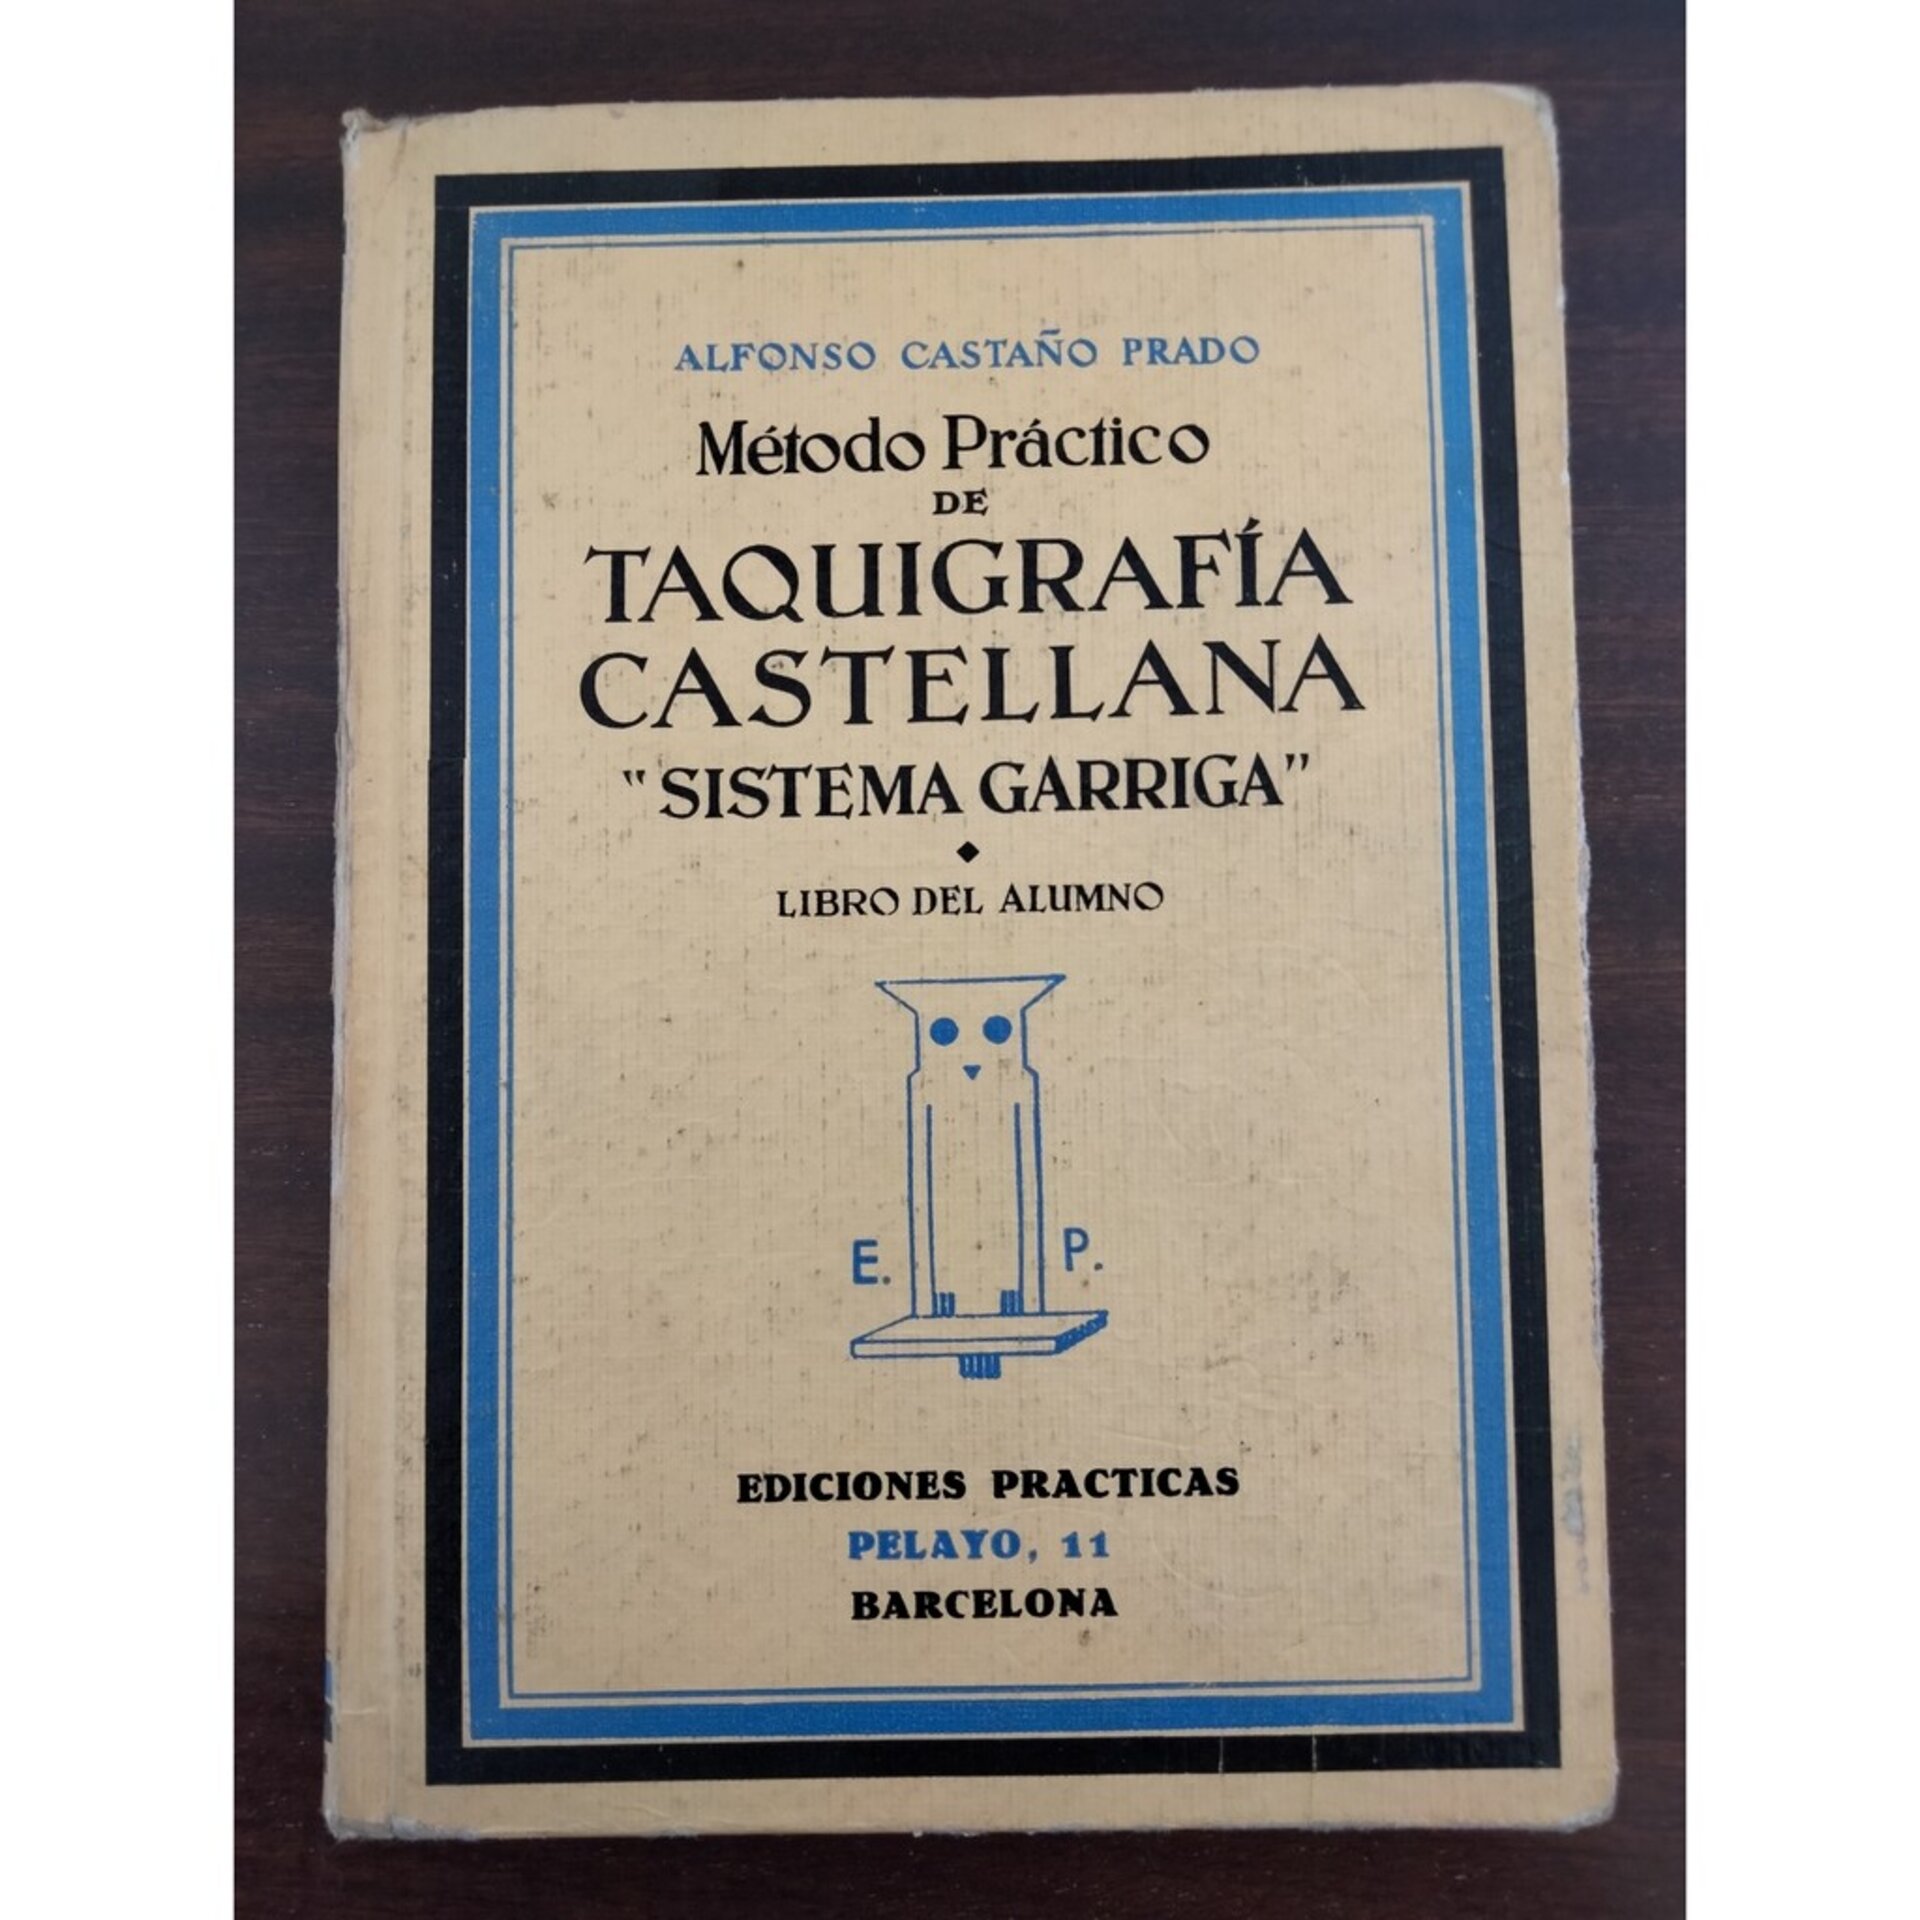 ALFONSO CASTAÑO PRADO
Método Práctico
DE
TAQUIGRAFÍA
CASTELLANA
"SISTEMA GARRIGA"
LIBRO DEL ALUMNO
E. P.
EDICIONES PRACTICAS
PELAYO, 11
BARCELONA